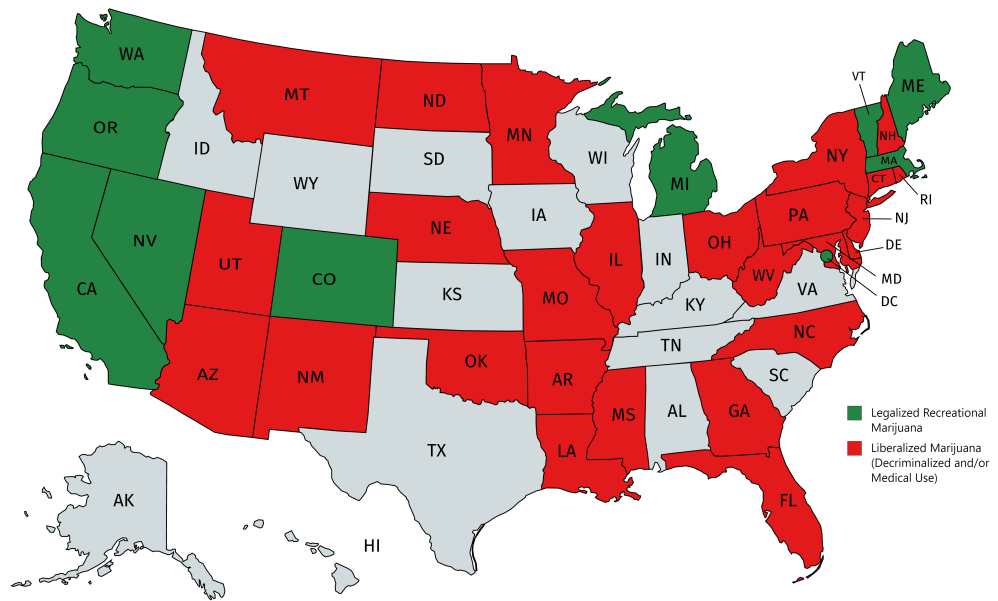 WA
OR
CA
NV
ID
MT
WY
UT
CO
AZ
NM
ND
SD
NE
KS
OK
TX
MN
IA
MO
AR
LA
WI
IL
MI
IN
OH
KY
TN
MS
AL
GA
FL
SC
NC
VA
WV
PA
NY
VT
NH
ME
MA
CT
RI
NJ
DE
MD
DC
AK
HI
Legalized Recreational
Marijuana
Liberalized Marijuana
(Decriminalized and/or
Medical Use)